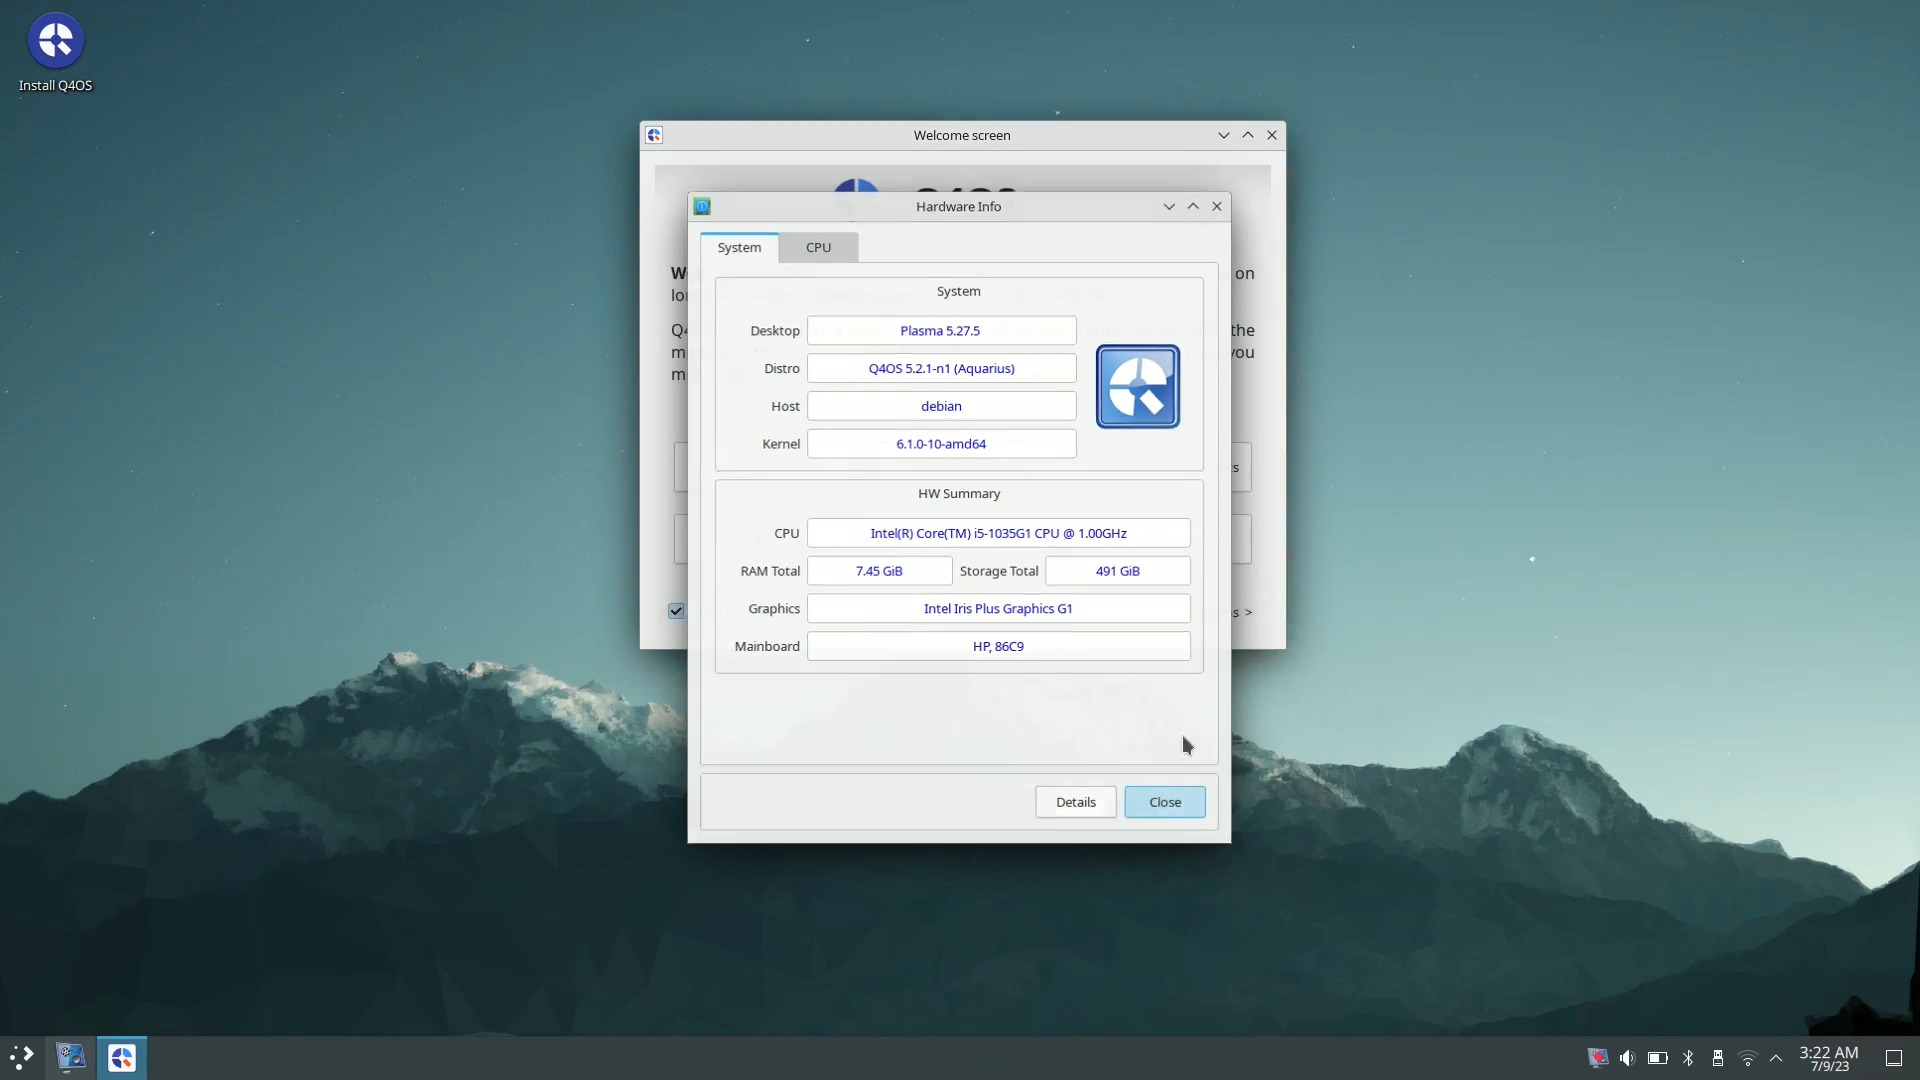 Install Q4OS
Welcome screen
Hardware Info
System
CPU
System
Desktop
Plasma 5.27.5
Distro
Q4OS 5.2.1-n1 (Aquarius)
Host
debian
Kernel
6.1.0-10-amd64
HW Summary
CPU
Intel(R) Core(TM) i5-1035G1 CPU @ 1.00GHz
RAM Total
7.45 GiB
Storage Total
491 GiB
Graphics
Intel Iris Plus Graphics G1
Mainboard
HP, 86C9
Details
Close
on
the
you
3:22 AM
7/9/23